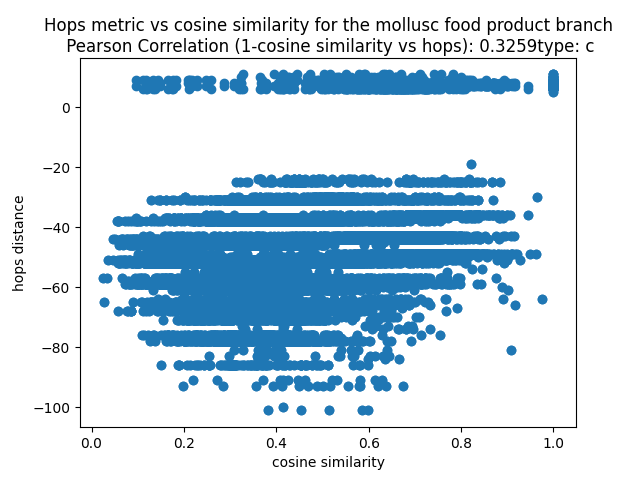 Hops metric vs cosine similarity for the mollusc food product branch
Pearson Correlation (1-cosine similarity vs hops): 0.3259type: c
hops distance
0
−20
−40
−60
−80
−100
0.0 0.2 0.4 0.6 0.8 1.0
cosine similarity